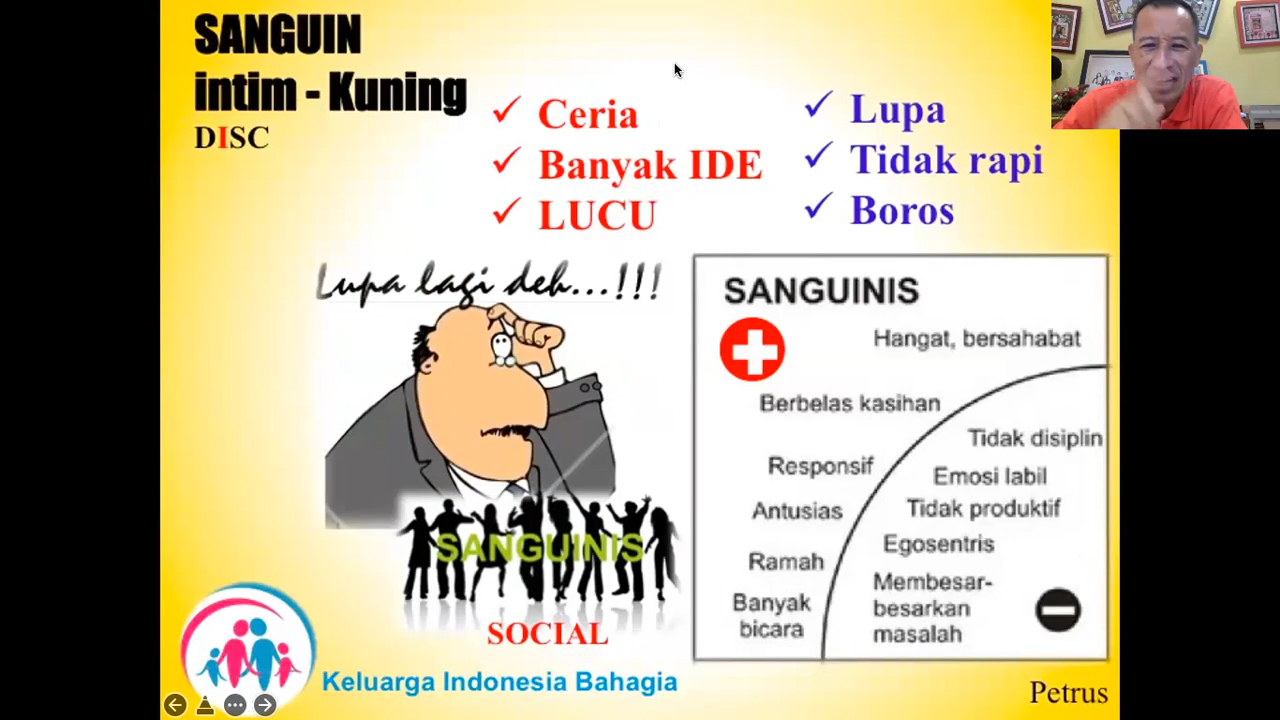 SANGUIN
intim - Kuning
DISC
✓ Ceria
✓ Banyak IDE
✓ LUCU
✓ Lupa
✓ Tidak rapi
✓ Boros
Lupa lagi deh...!!!
SANGUINIS
SOCIAL
SANGUINIS
Hangat, bersahabat
Berbelas kasihan
Responsif
Antusias
Ramah
Banyak
bicara
Tidak disiplin
Emosi labil
Tidak produktif
Egosentris
Membesar-
besarkan
masalah
Keluarga Indonesia Bahagia
Petrus